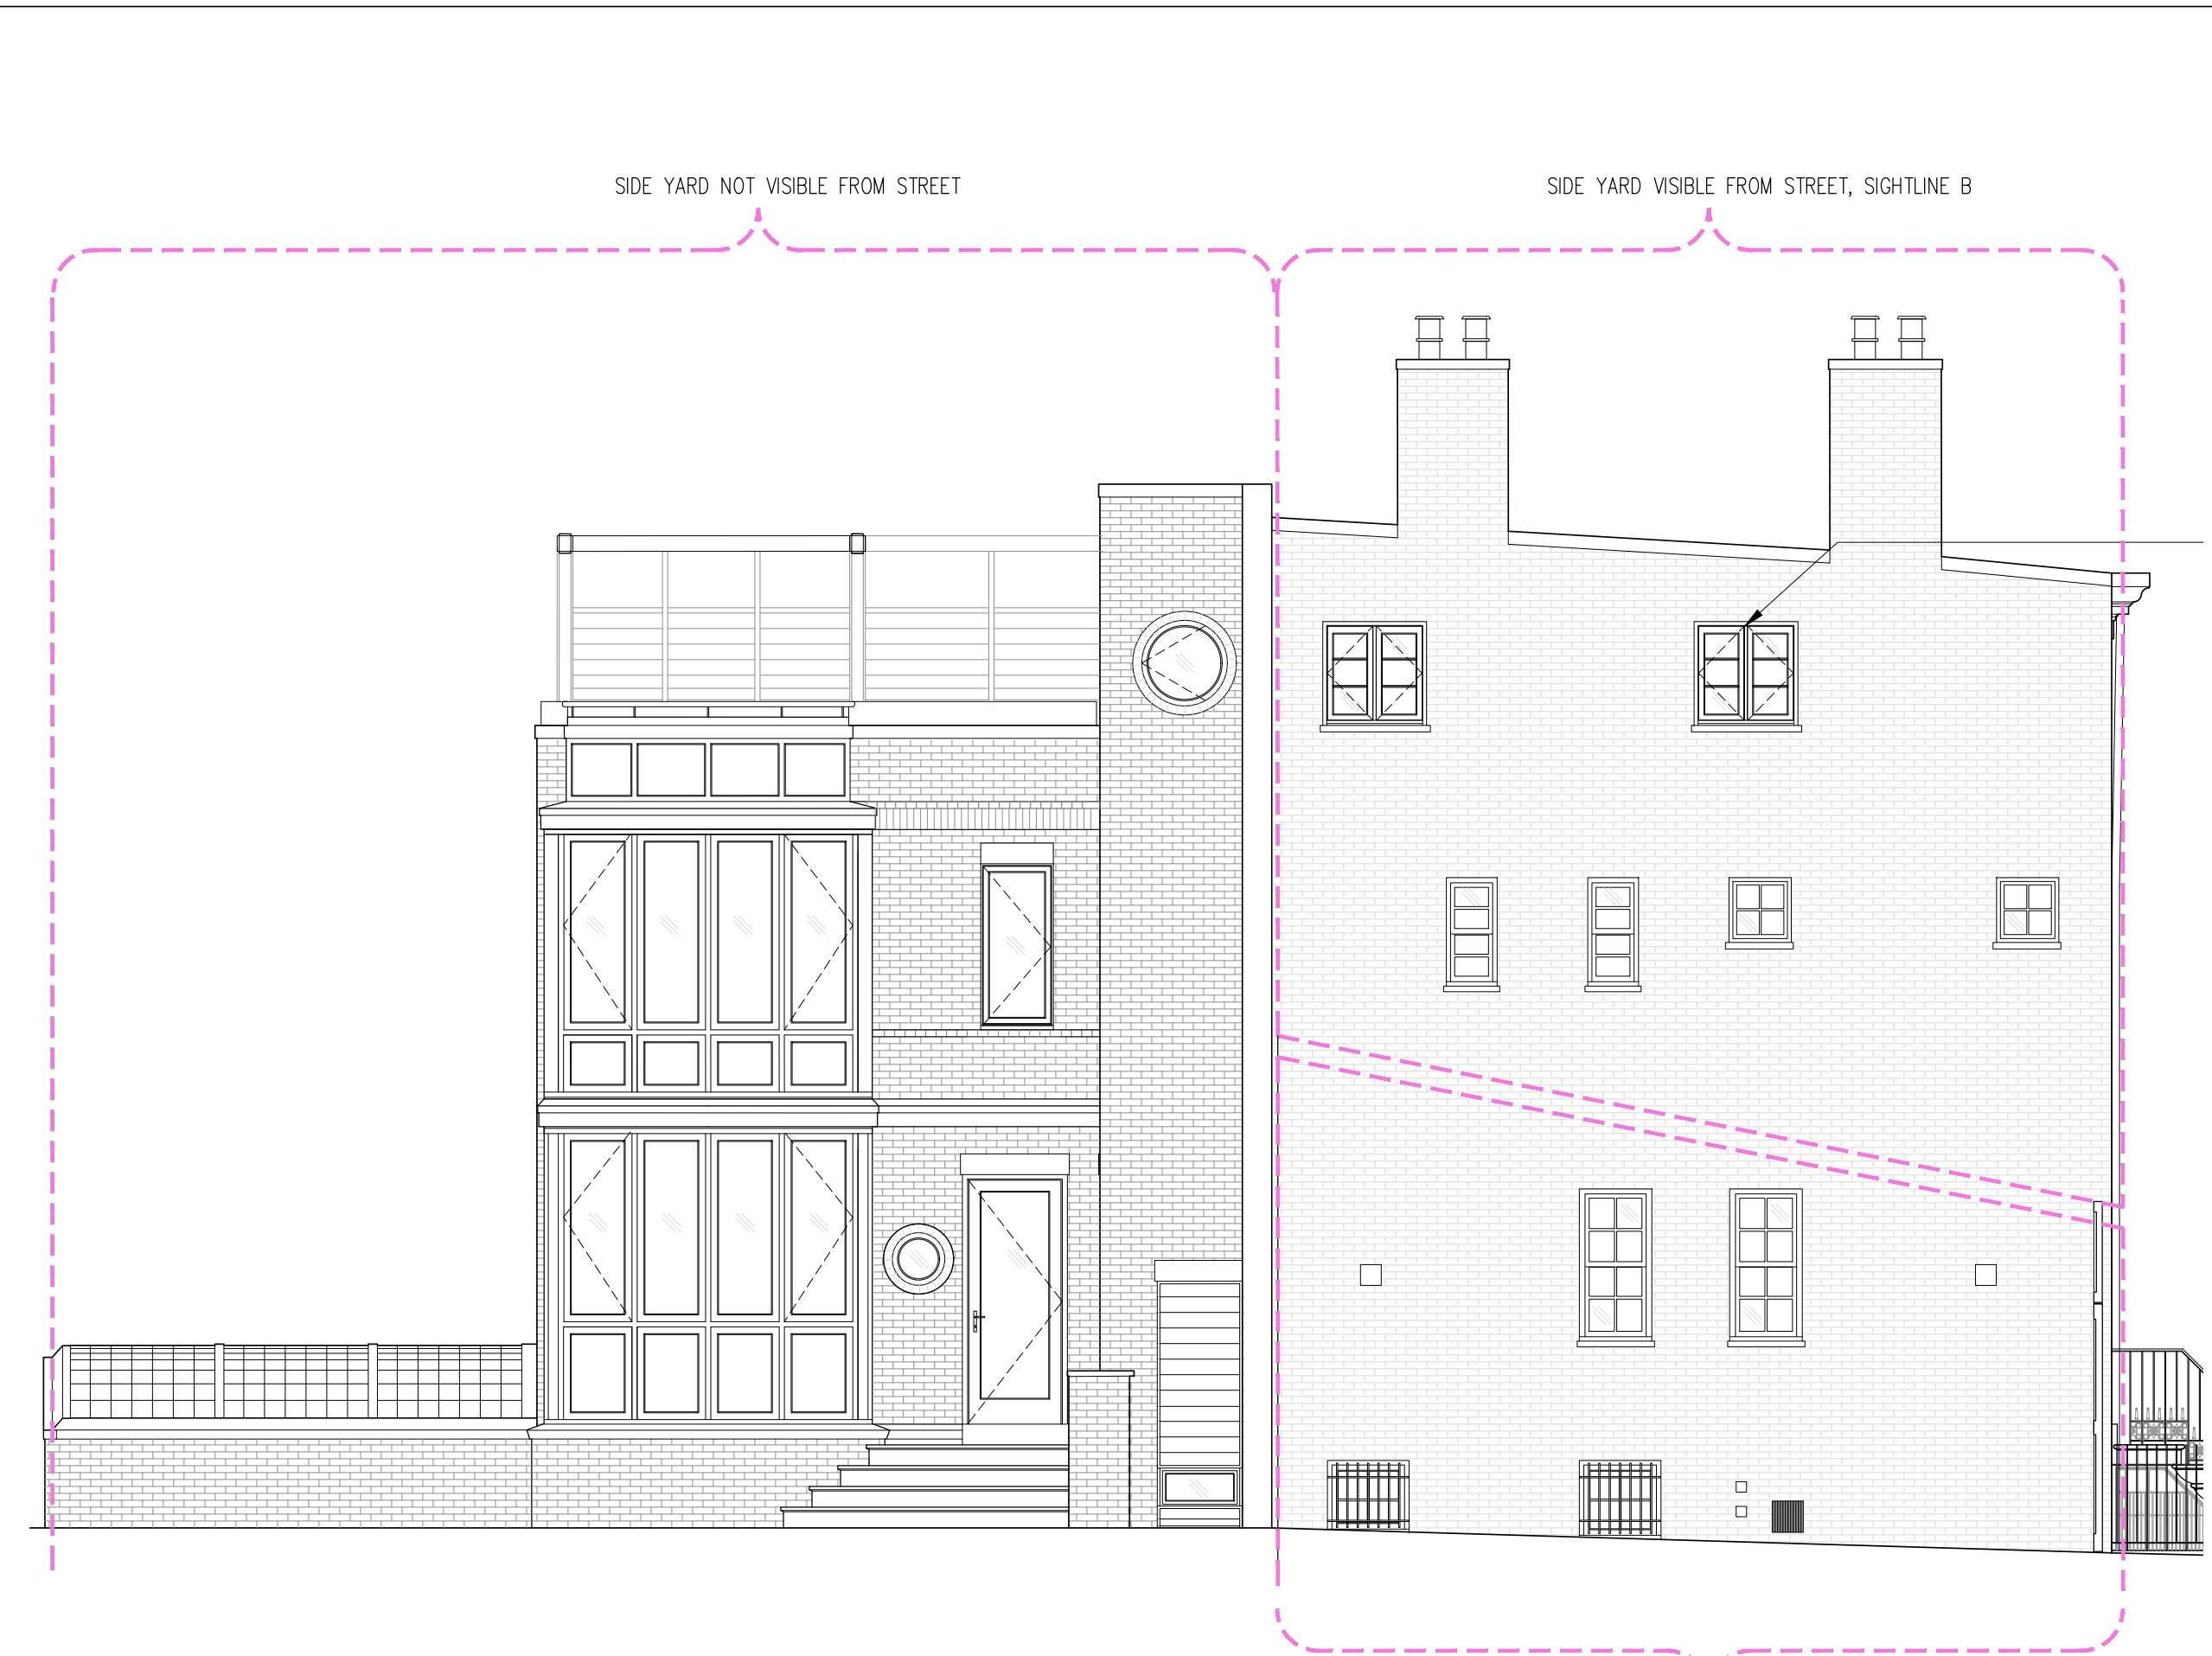 SIDE YARD NOT VISIBLE FROM STREET
SIDE YARD VISIBLE FROM STREET, SIGHTLINE B